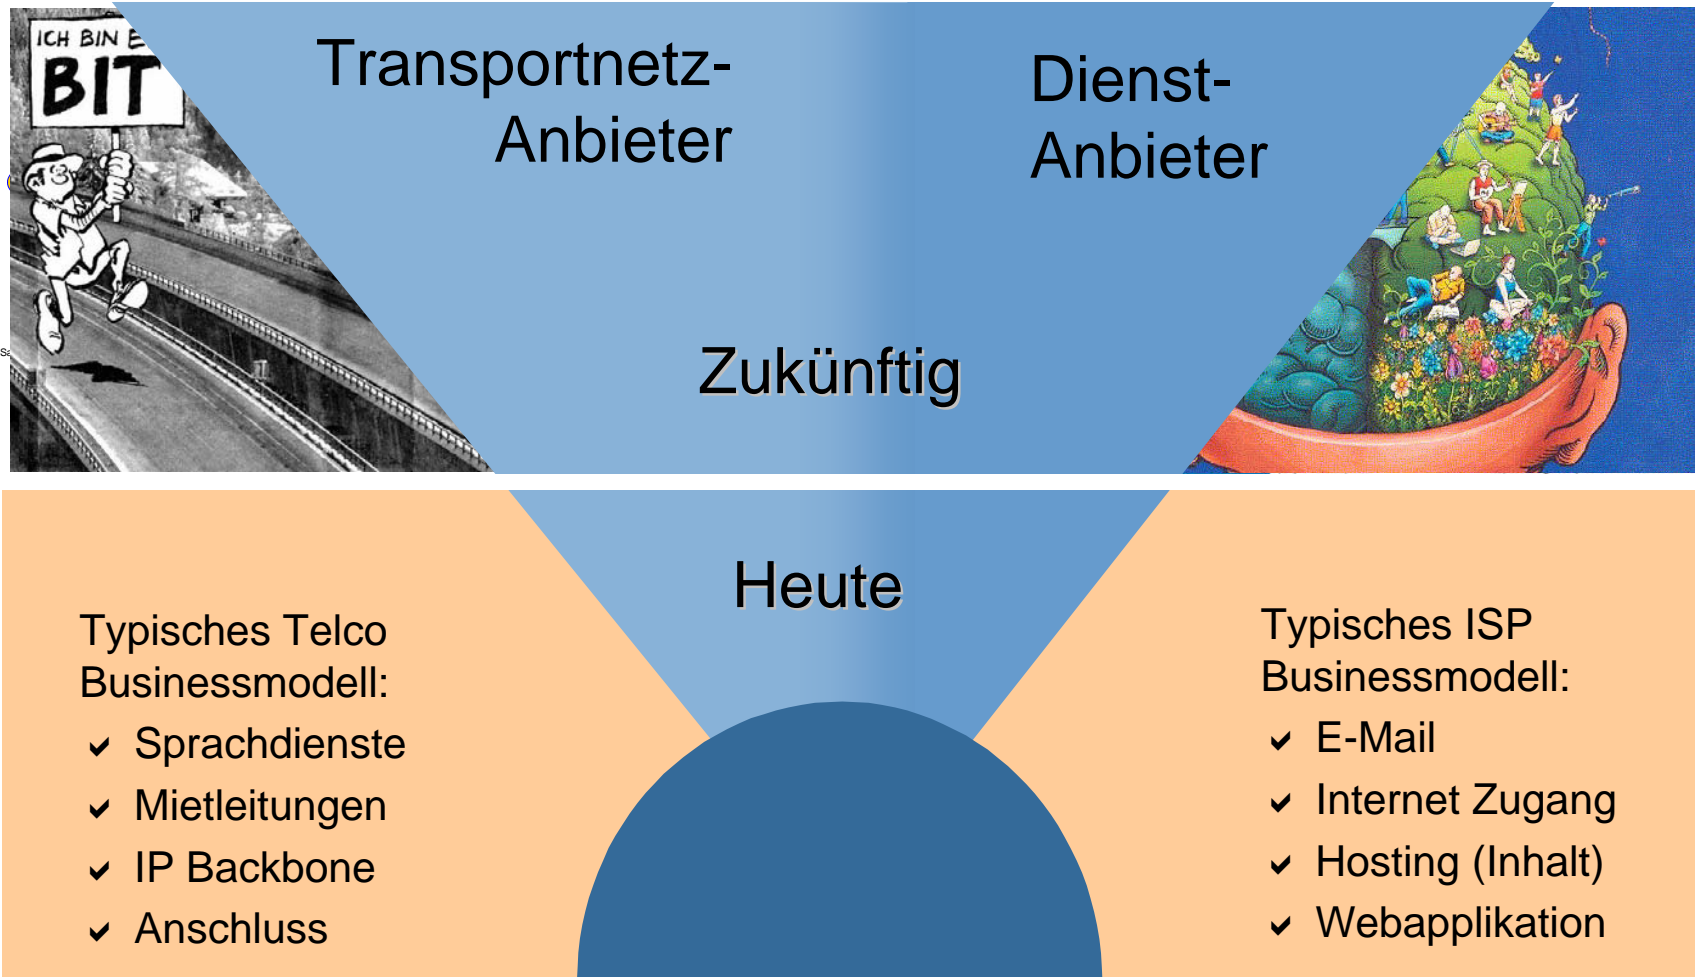 ICH BIN E
BIT
Transportnetz-
Anbieter
Dienst-
Anbieter
Zukünftig
Heute
Typisches Telco
Businessmodell:
Sprachdienste
Mietleitungen
IP Backbone
Anschluss
Typisches ISP
Businessmodell:
E-Mail
Internet Zugang
Hosting (Inhalt)
Webapplikation